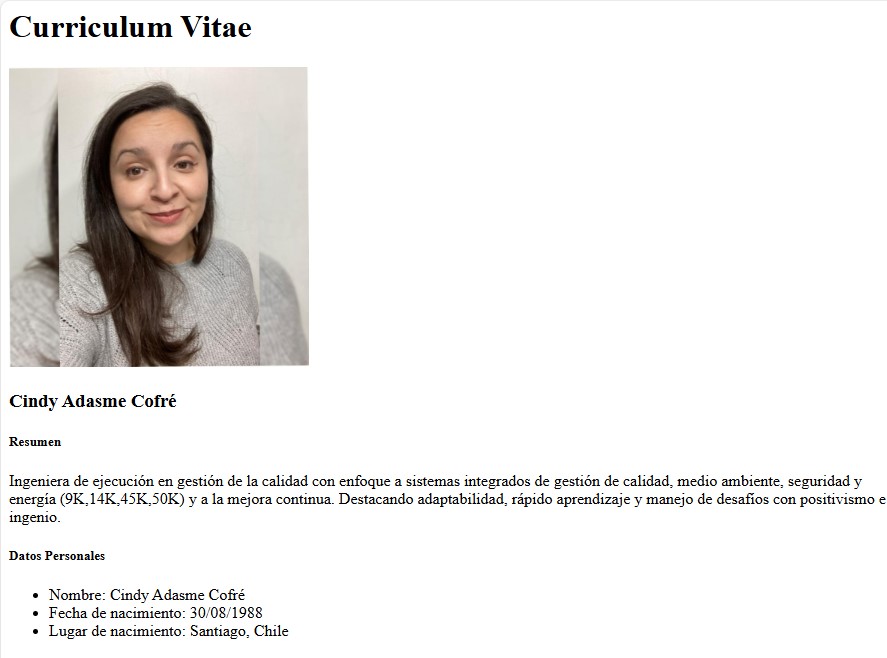 Curriculum Vitae
Cindy Adasme Cofré
Resumen
Ingeniera de ejecución en gestión de la calidad con enfoque a sistemas integrados de gestión de calidad, medio ambiente, seguridad y
energía (9K,14K,45K,50K) y a la mejora continua. Destacando adaptabilidad, rápido aprendizaje y manejo de desafíos con positivismo e
ingenio.
Datos Personales
Nombre: Cindy Adasme Cofré
Fecha de nacimiento: 30/08/1988
Lugar de nacimiento: Santiago, Chile